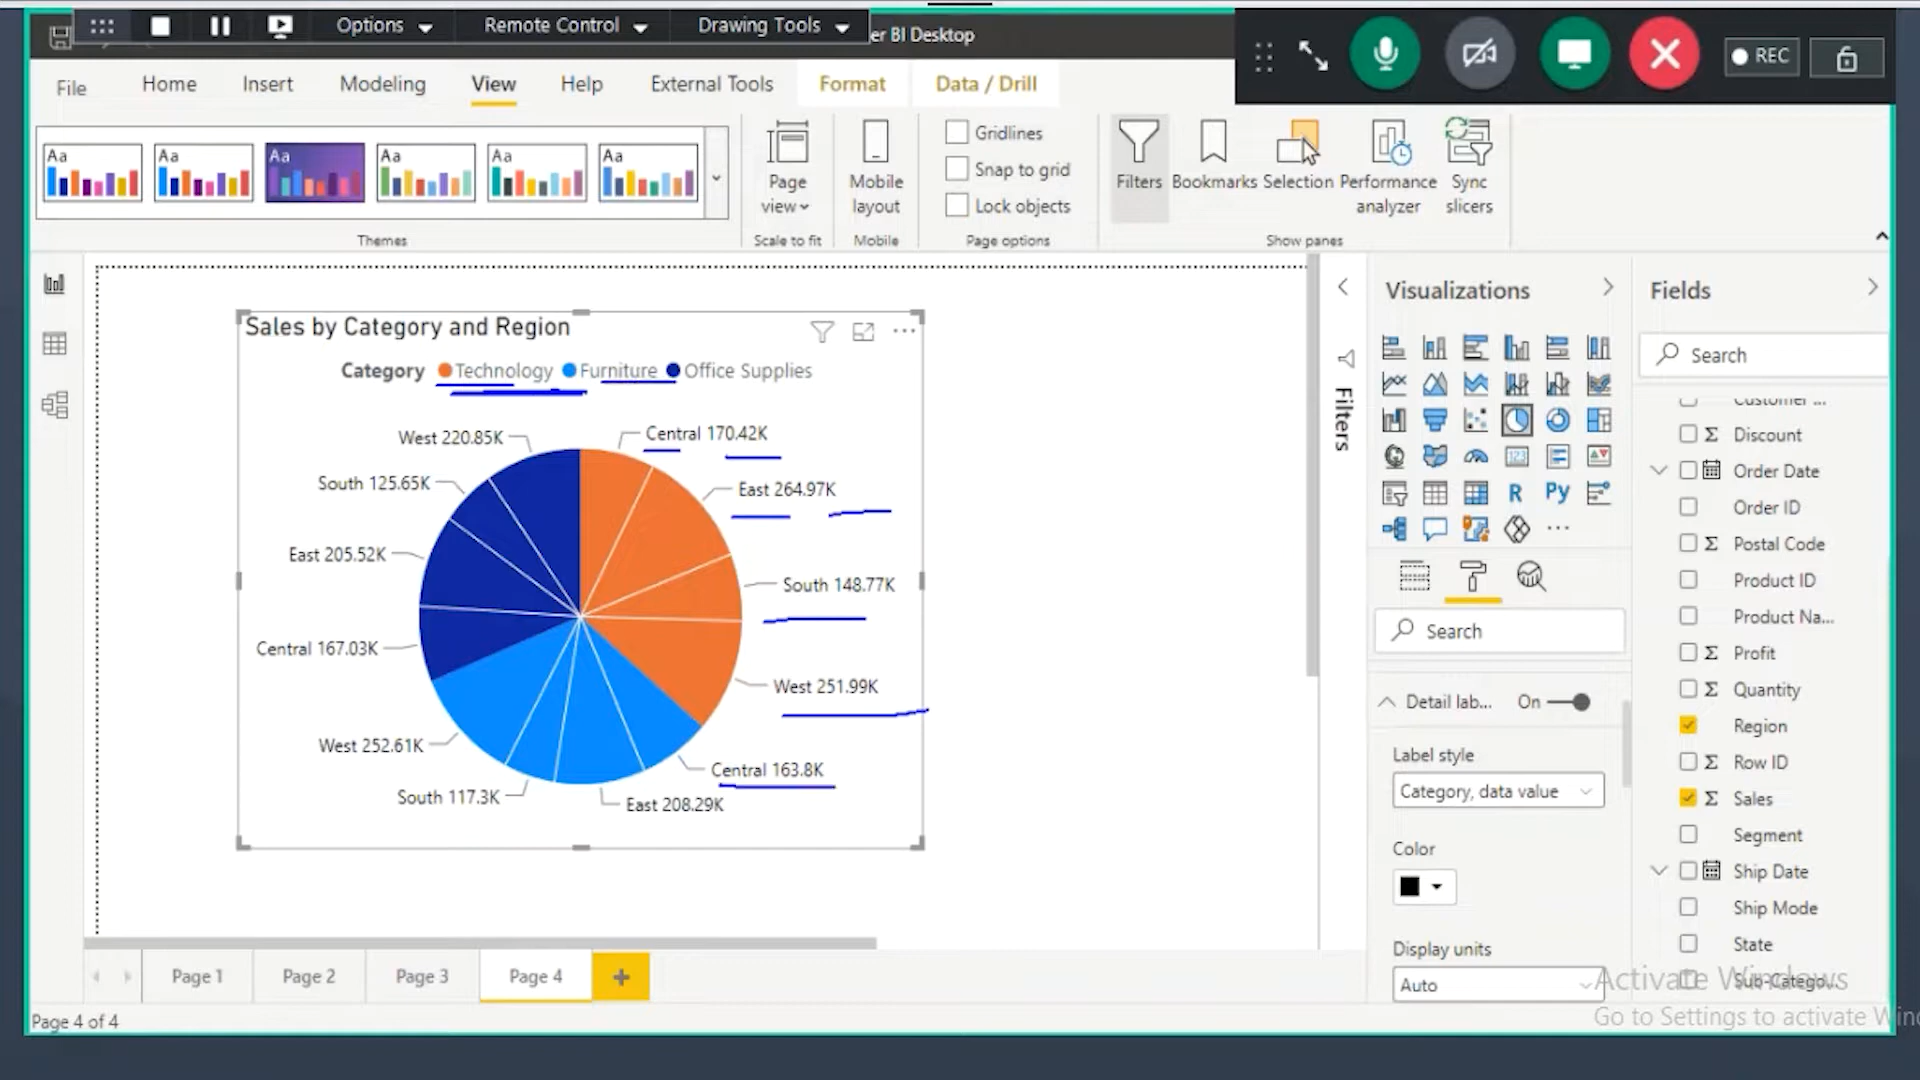 Options
Remote Control
Drawing Tools
er BI Desktop
REC
File
Home
Insert
Modeling
View
Help
External Tools
Format
Data / Drill
Aa
Aa
Aa
Aa
Aa
Aa
Themes
Page
view
Scale to fit
Mobile
layout
Mobile
Gridlines
Snap to grid
Lock objects
Page options
Filters
Bookmarks
Selection
Performance
analyzer
Sync
slicers
Show panes
Sales by Category and Region
Category Technology Furniture Office Supplies
West 220.85K
Central 170.42K
South 125.65K
East 264.97K
East 205.52K
South 148.77K
Central 167.03K
West 251.99K
West 252.61K
Central 163.8K
South 117.3K
East 208.29K
Filters
Visualizations
123
R
Py
Search
Detail lab... On
Label style
Category, data value
Color
Display units
Auto
Fields
Search
Customer ...
Σ Discount
Order Date
Order ID
Σ Postal Code
Product ID
Product Na...
Σ Profit
Σ Quantity
Region
Σ Row ID
Σ Sales
Segment
Ship Date
Ship Mode
State
Sub-Catego...
Page 1
Page 2
Page 3
Page 4
+
Page 4 of 4
Activate Windows
Go to Settings to activate Win